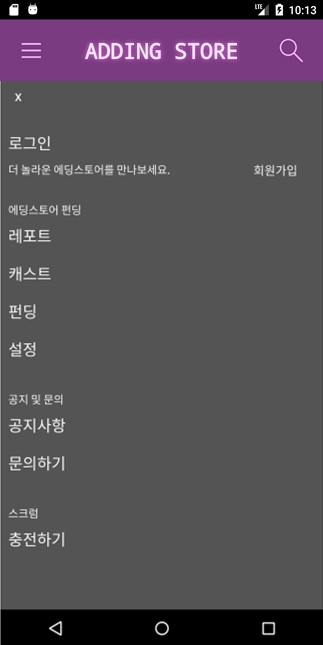 LTE 10:13
ADDING STORE
x
로그인
더 놀라운 에딩스토어를 만나보세요. 회원가입
에딩스토어 펀딩
레포트
캐스트
펀딩
설정
공지 및 문의
공지사항
문의하기
스크럼
충전하기